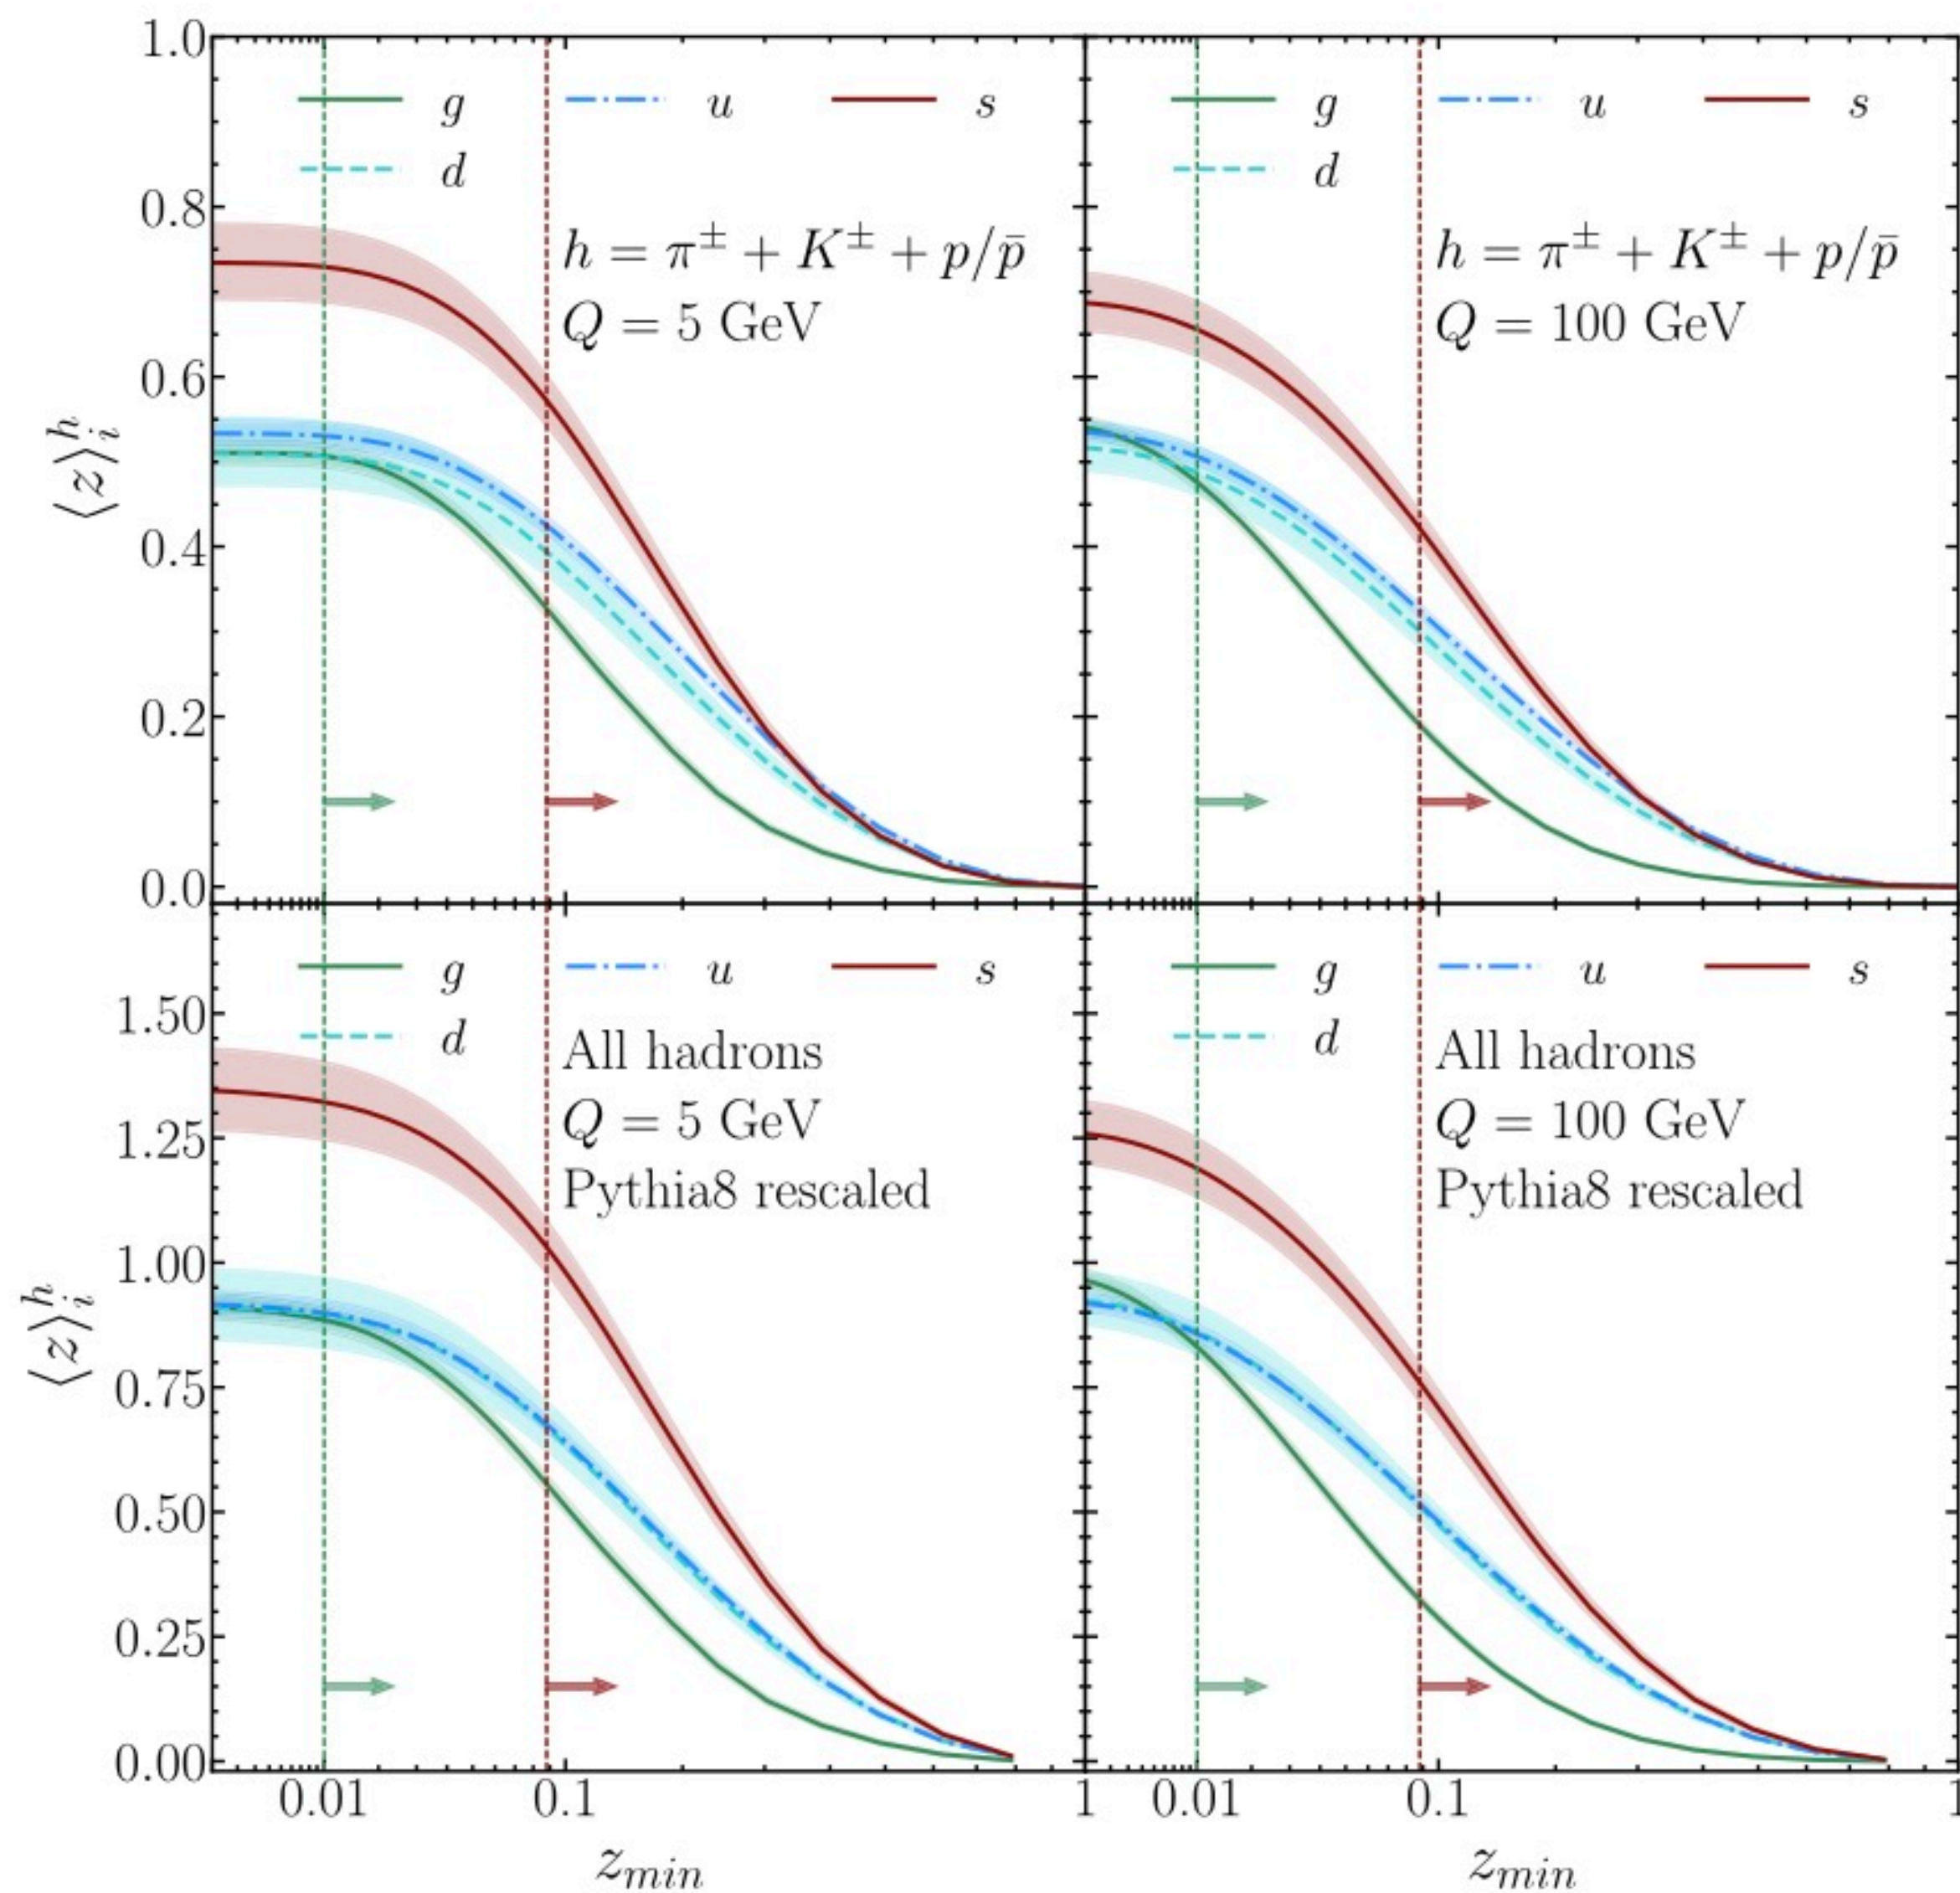 1.0
0.8
0.6
0.4
0.2
0.0
⟨z⟩_i^h
g u s
d
h = π± + K± + p/p̄
Q = 5 GeV
g u s
d
h = π± + K± + p/p̄
Q = 100 GeV
1.50
1.25
1.00
0.75
0.50
0.25
0.00
⟨z⟩_i^h
g u s
d
All hadrons
Q = 5 GeV
Pythia8 rescaled
g u s
d
All hadrons
Q = 100 GeV
Pythia8 rescaled
0.01 0.1 1 0.01 0.1 1
z_min z_min